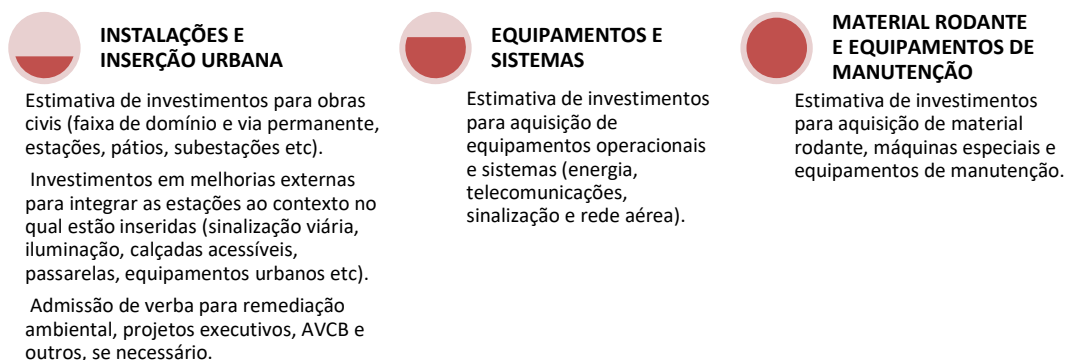 INSTALAÇÕES E
INSERÇÃO URBANA
Estimativa de investimentos para obras
civis (faixa de domínio e via permanente,
estações, pátios, subestações etc).
Investimentos em melhorias externas
para integrar as estações ao contexto no
qual estão inseridas (sinalização viária,
iluminação, calçadas acessíveis,
passarelas, equipamentos urbanos etc).
Admissão de verba para remediação
ambiental, projetos executivos, AVCB e
outros, se necessário.
EQUIPAMENTOS E
SISTEMAS
Estimativa de investimentos
para aquisição de
equipamentos operacionais
e sistemas (energia,
telecomunicações,
sinalização e rede aérea).
MATERIAL RODANTE
E EQUIPAMENTOS DE
MANUTENÇÃO
Estimativa de investimentos
para aquisição de material
rodante, máquinas especiais e
equipamentos de manutenção.